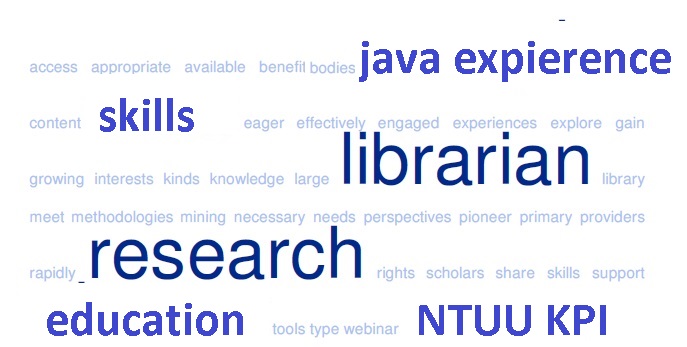 access appropriate available benefit bodies java expierence
content skills eager effectively engaged experiences explore gain
growing interests kinds knowledge large librarian library
meet methodologies mining necessary needs perspectives pioneer primary providers
rapidly research rights scholars share skills support
education tools type webinar NTUU KPI